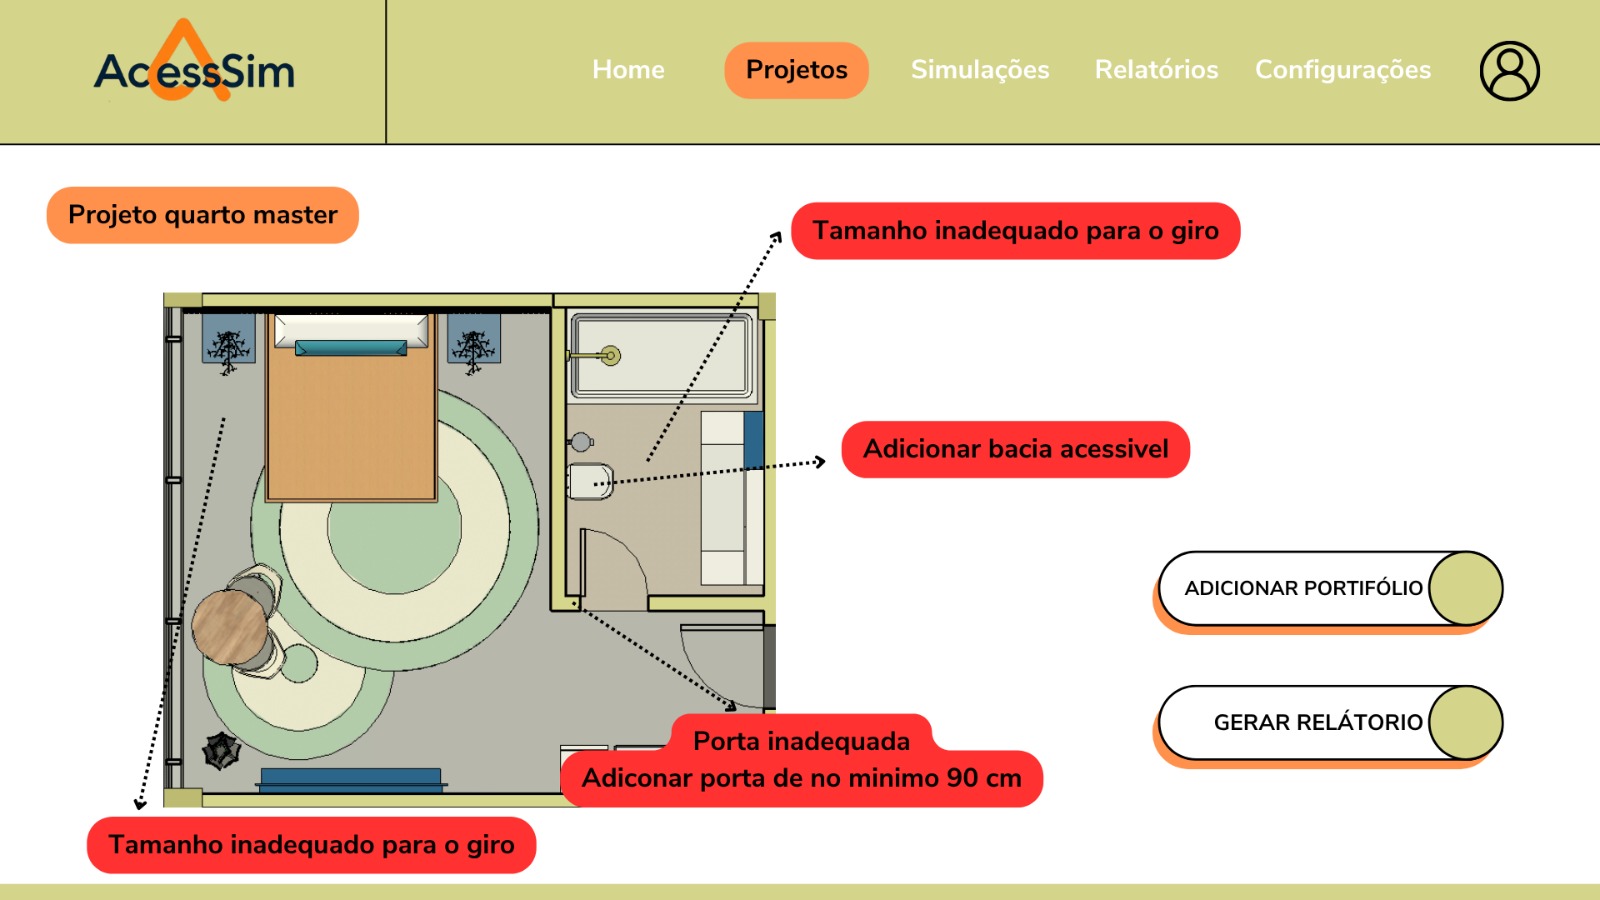 AcessSim
Home
Projetos
Simulações
Relatórios
Configurações
Projeto quarto master
Tamanho inadequado para o giro
Adicionar bacia acessivel
ADICIONAR PORTIFÓLIO
GERAR RELÁTORIO
Porta inadequada
Adiconar porta de no minimo 90 cm
Tamanho inadequado para o giro